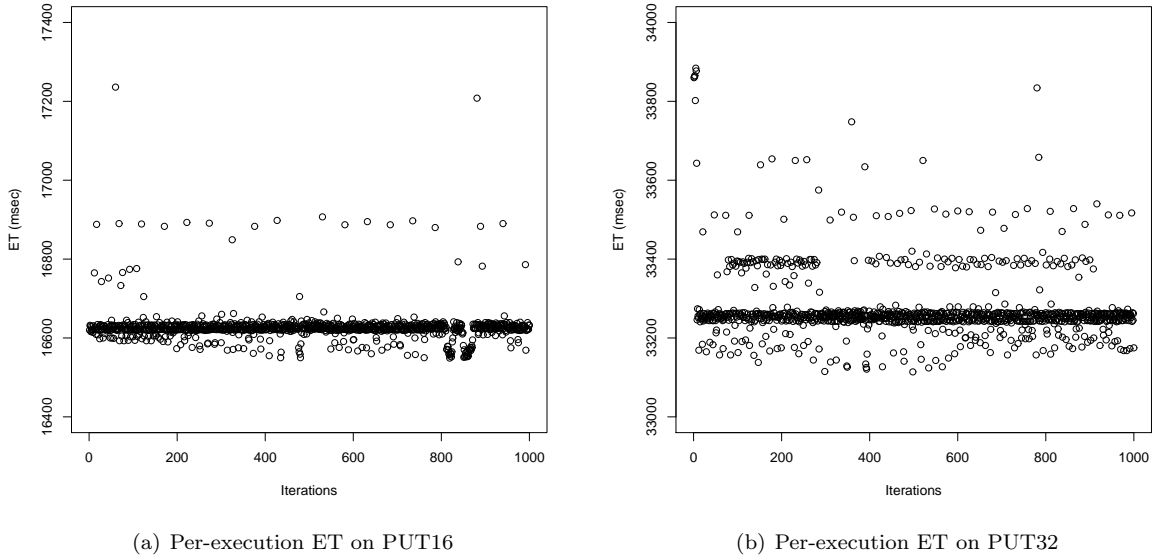 17400
17200
17000
16800
16600
16400
ET (msec)
0 200 400 600 800 1000
Iterations
(a) Per-execution ET on PUT16
34000
33800
33600
33400
33200
33000
ET (msec)
0 200 400 600 800 1000
Iterations
(b) Per-execution ET on PUT32